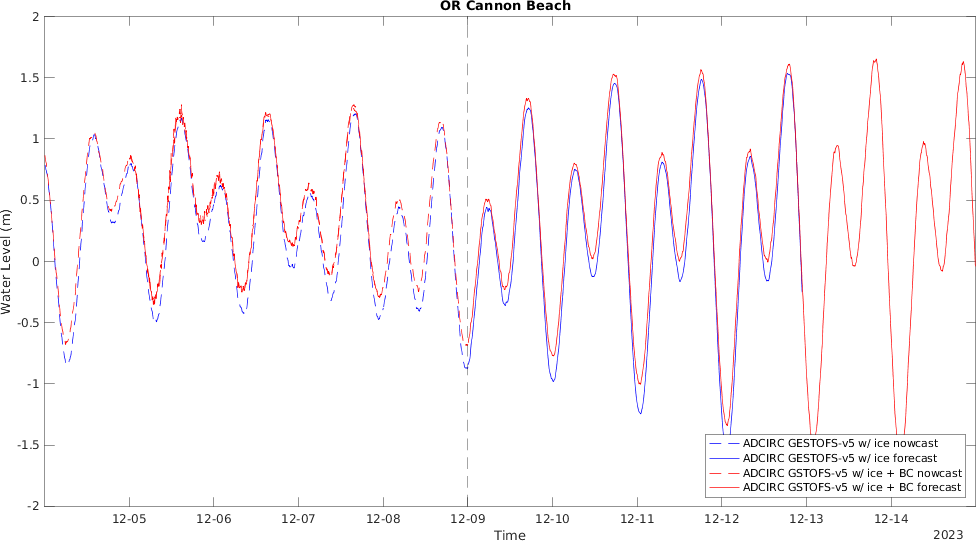 OR Cannon Beach
2
1.5
1
0.5
0
-0.5
-1
-1.5
-2
Water Level (m)
ADCIRC GESTOFS-v5 w/ ice nowcast
ADCIRC GESTOFS-v5 w/ ice forecast
ADCIRC GSTOFS-v5 w/ ice + BC nowcast
ADCIRC GSTOFS-v5 w/ ice + BC forecast
12-05 12-06 12-07 12-08 12-09 12-10 12-11 12-12 12-13 12-14
Time
2023